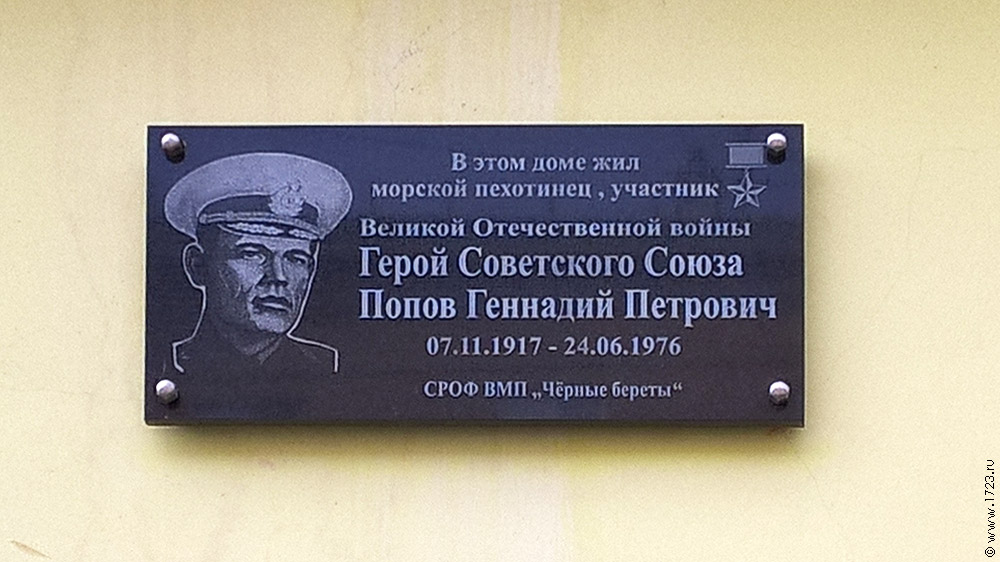 В этом доме жил
морской пехотинец , участник
Великой Отечественной войны
Герой Советского Союза
Попов Геннадий Петрович
07.11.1917 - 24.06.1976
СРОФ ВМП „Чёрные береты“
© www.1723.ru